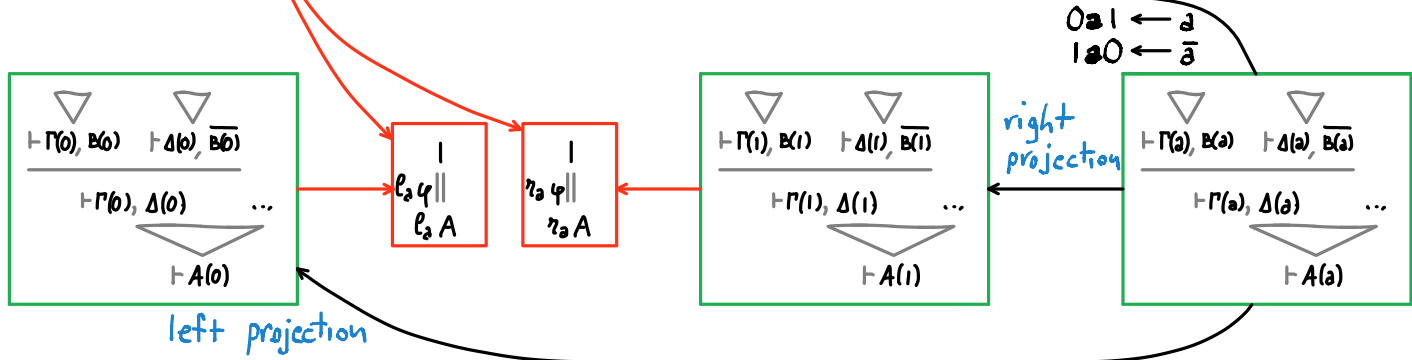 0a1 ← a
1a0 ← a̅
⊢Γ(0), B(0) ⊢Δ(0), B(0)̅
⊢Γ(0), Δ(0) ...
⊢A(0)
left projection
1
ℓₐ φ ||
ℓₐ A
1
rₐ φ ||
rₐ A
⊢Γ(1), B(1) ⊢Δ(1), B(1)̅
⊢Γ(1), Δ(1) ...
⊢A(1)
right
projection
⊢Γ(a), B(a) ⊢Δ(a), B(a)̅
⊢Γ(a), Δ(a) ...
⊢A(a)